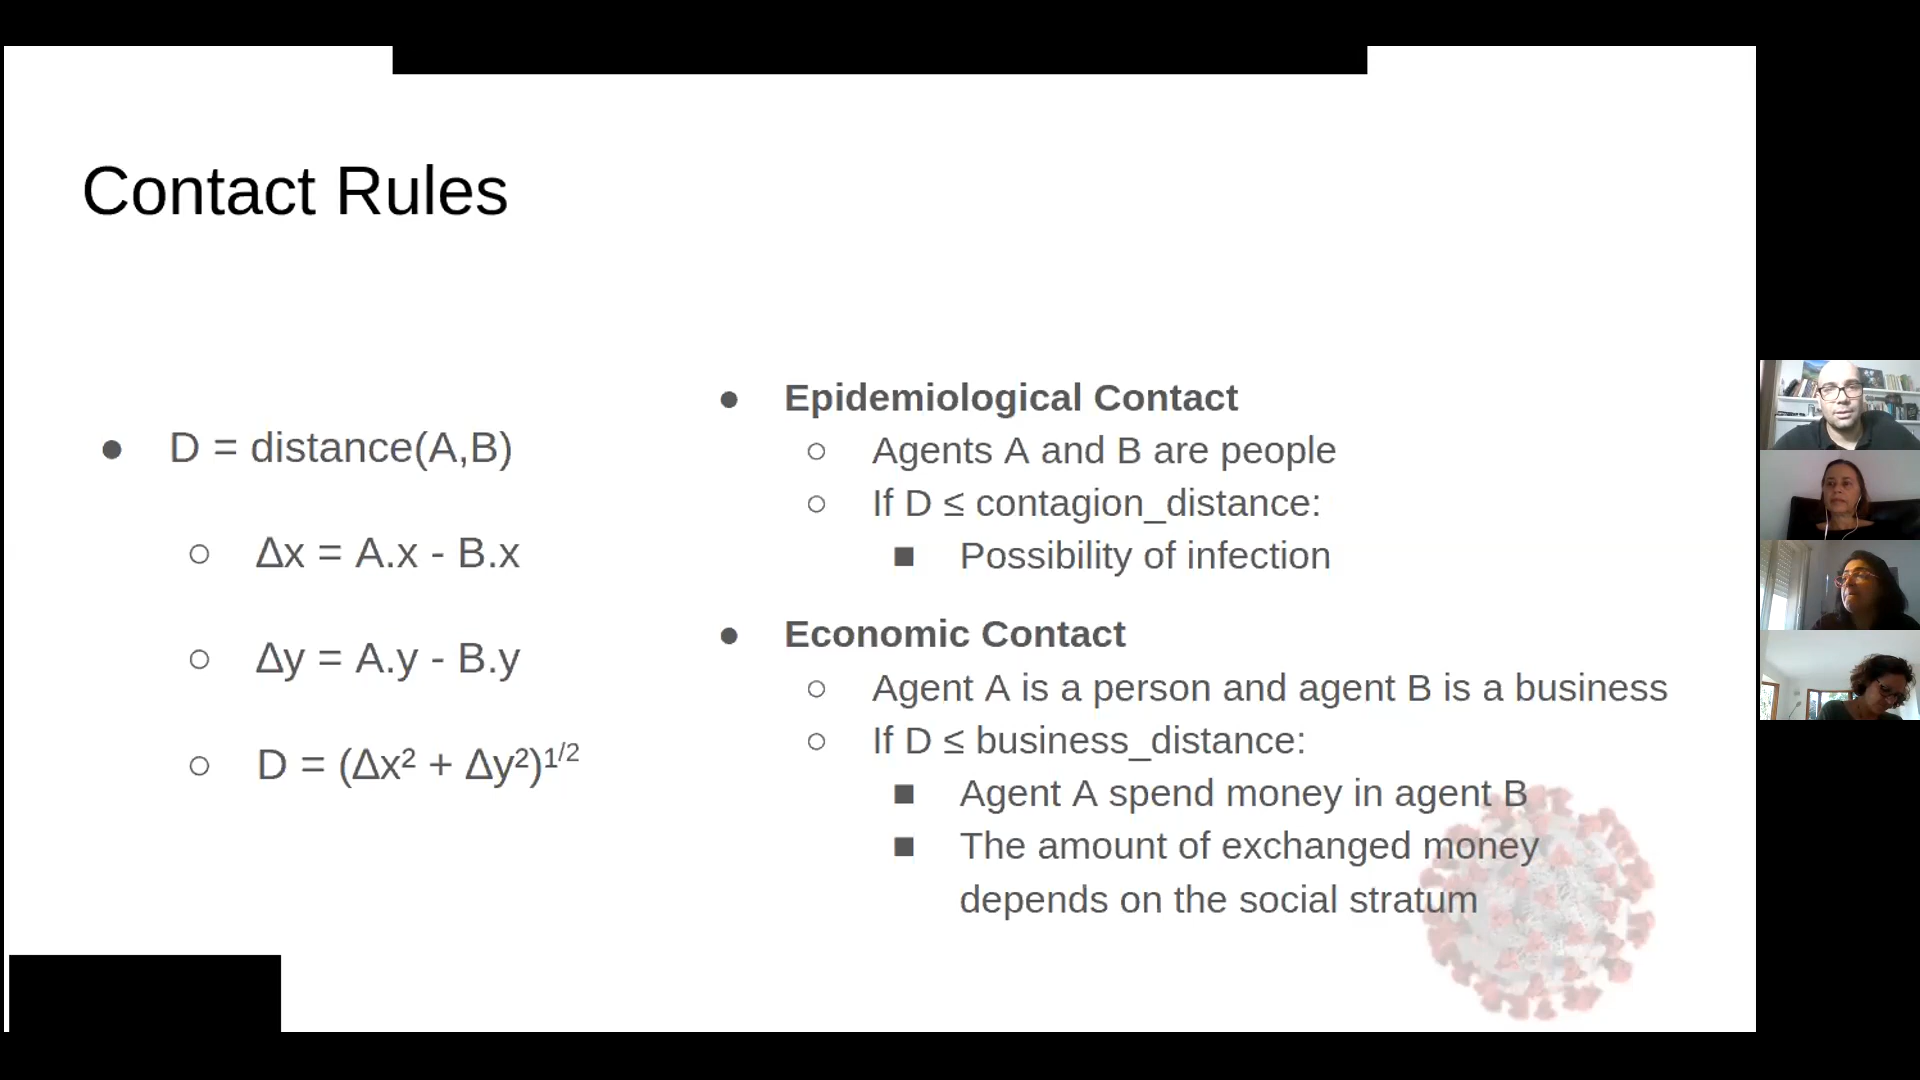 Contact Rules
● D = distance(A,B)
○ Δx = A.x - B.x
○ Δy = A.y - B.y
○ D = (Δx² + Δy²)^1/2
● Epidemiological Contact
○ Agents A and B are people
○ If D ≤ contagion_distance:
■ Possibility of infection
● Economic Contact
○ Agent A is a person and agent B is a business
○ If D ≤ business_distance:
■ Agent A spend money in agent B
■ The amount of exchanged money
depends on the social stratum